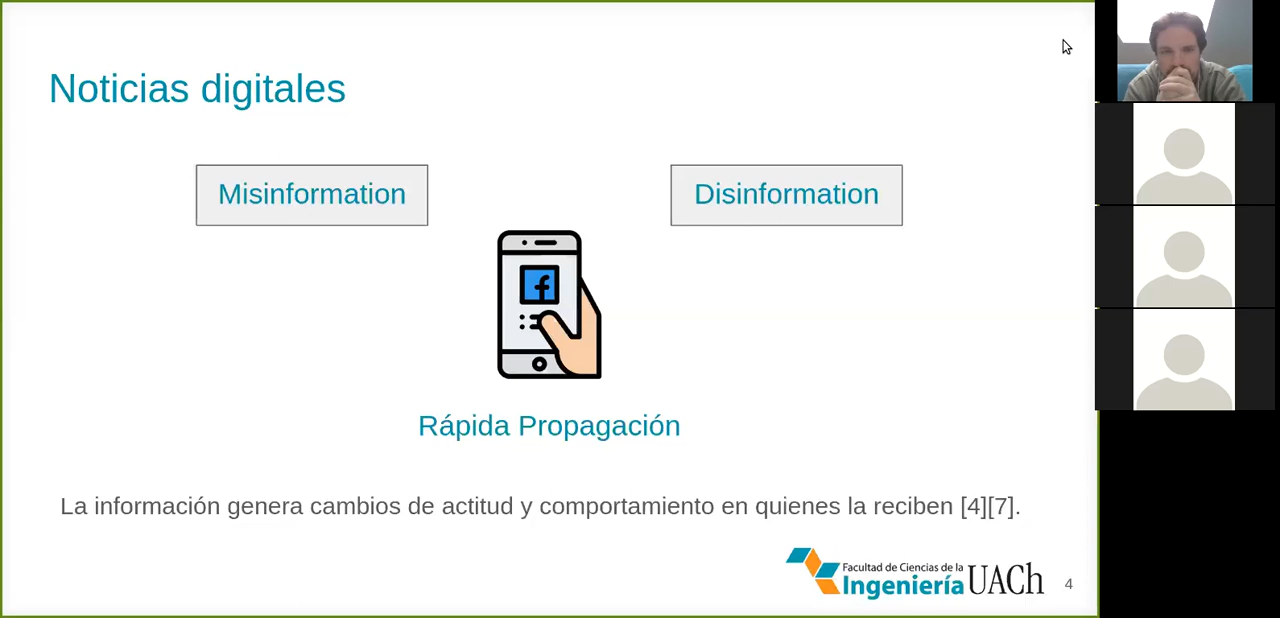 Noticias digitales
Misinformation
Disinformation
Rápida Propagación
La información genera cambios de actitud y comportamiento en quienes la reciben [4][7].
Facultad de Ciencias de la
Ingeniería UACh
4